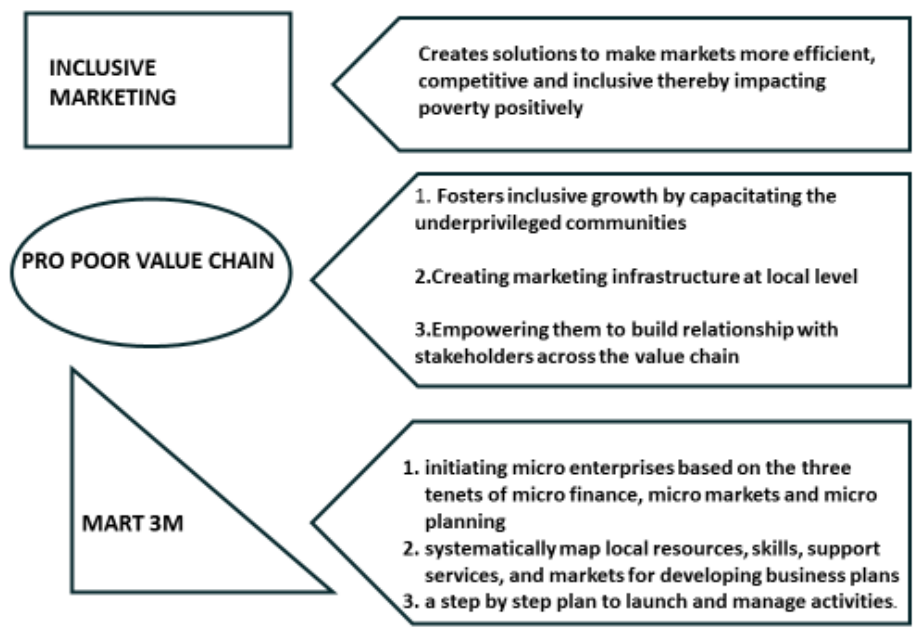 INCLUSIVE
MARKETING
Creates solutions to make markets more efficient,
competitive and inclusive thereby impacting
poverty positively
PRO POOR VALUE CHAIN
1. Fosters inclusive growth by capacitating the
underprivileged communities
2.Creating marketing infrastructure at local level
3.Empowering them to build relationship with
stakeholders across the value chain
MART 3M
1. initiating micro enterprises based on the three
tenets of micro finance, micro markets and micro
planning
2. systematically map local resources, skills, support
services, and markets for developing business plans
3. a step by step plan to launch and manage activities.